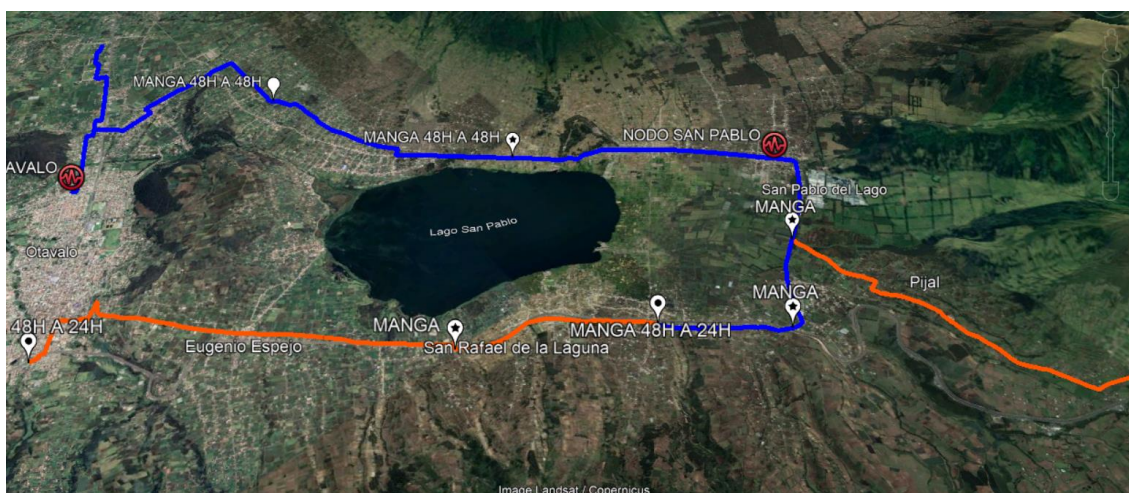 MANGA 48H A 48H
MANGA 48H A 48H
NODO SAN PABLO
AVALO
San Pablo del Lago
MANGA
Lago San Pablo
Otavalo
Pijal
MANGA
48H A 24H
MANGA
MANGA 48H A 24H
Eugenio Espejo
San Rafael de la Laguna
Image Landsat / Copernicus